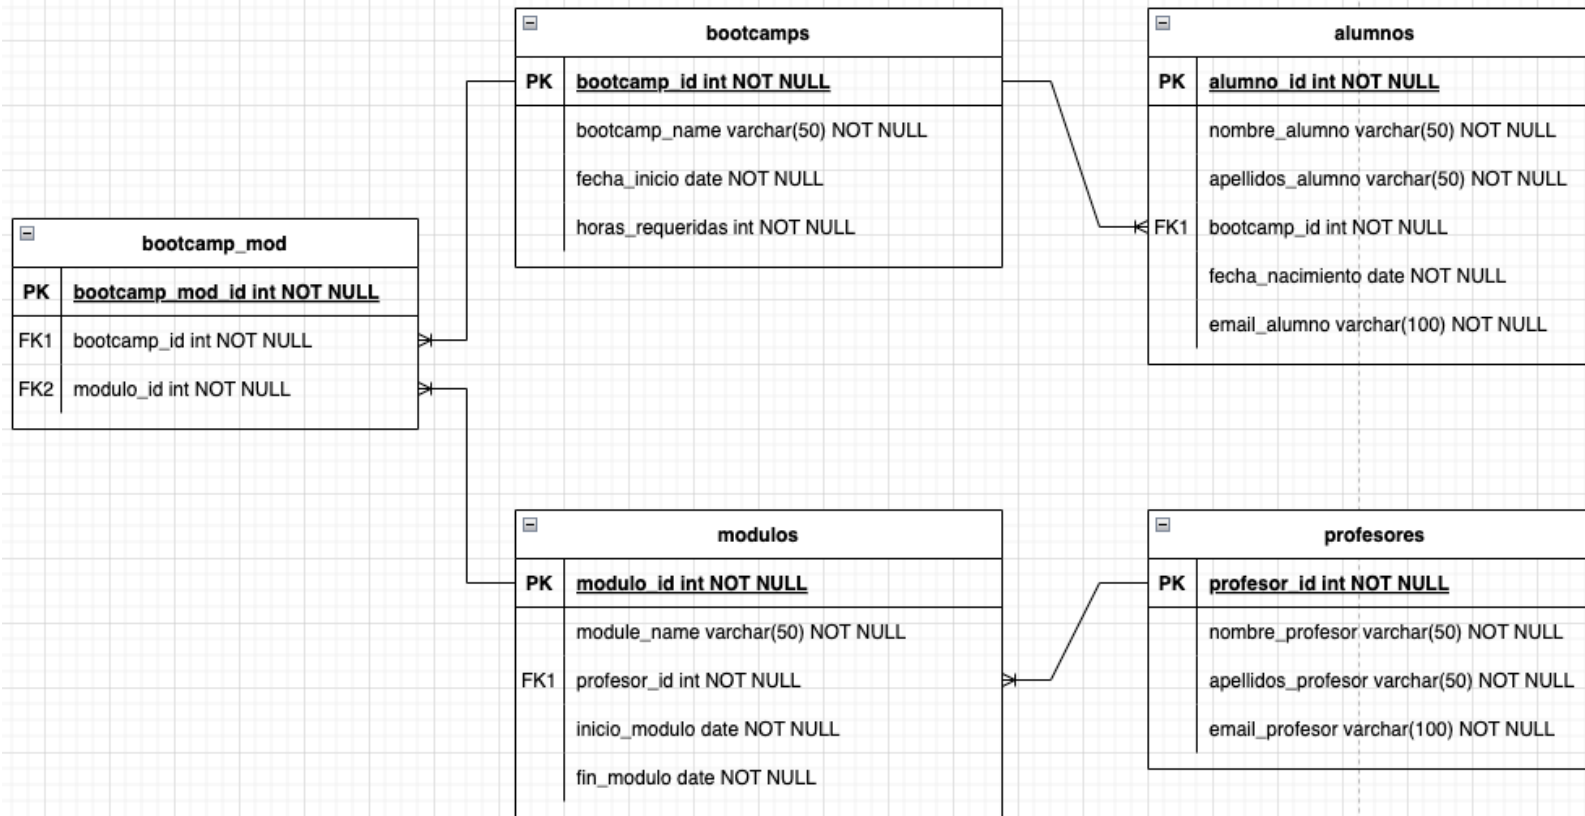 bootcamps
PK bootcamp_id int NOT NULL
bootcamp_name varchar(50) NOT NULL
fecha_inicio date NOT NULL
horas_requeridas int NOT NULL
alumnos
PK alumno_id int NOT NULL
nombre_alumno varchar(50) NOT NULL
apellidos_alumno varchar(50) NOT NULL
FK1 bootcamp_id int NOT NULL
fecha_nacimiento date NOT NULL
email_alumno varchar(100) NOT NULL
bootcamp_mod
PK bootcamp_mod_id int NOT NULL
FK1 bootcamp_id int NOT NULL
FK2 modulo_id int NOT NULL
modulos
PK modulo_id int NOT NULL
module_name varchar(50) NOT NULL
FK1 profesor_id int NOT NULL
inicio_modulo date NOT NULL
fin_modulo date NOT NULL
profesores
PK profesor_id int NOT NULL
nombre_profesor varchar(50) NOT NULL
apellidos_profesor varchar(50) NOT NULL
email_profesor varchar(100) NOT NULL